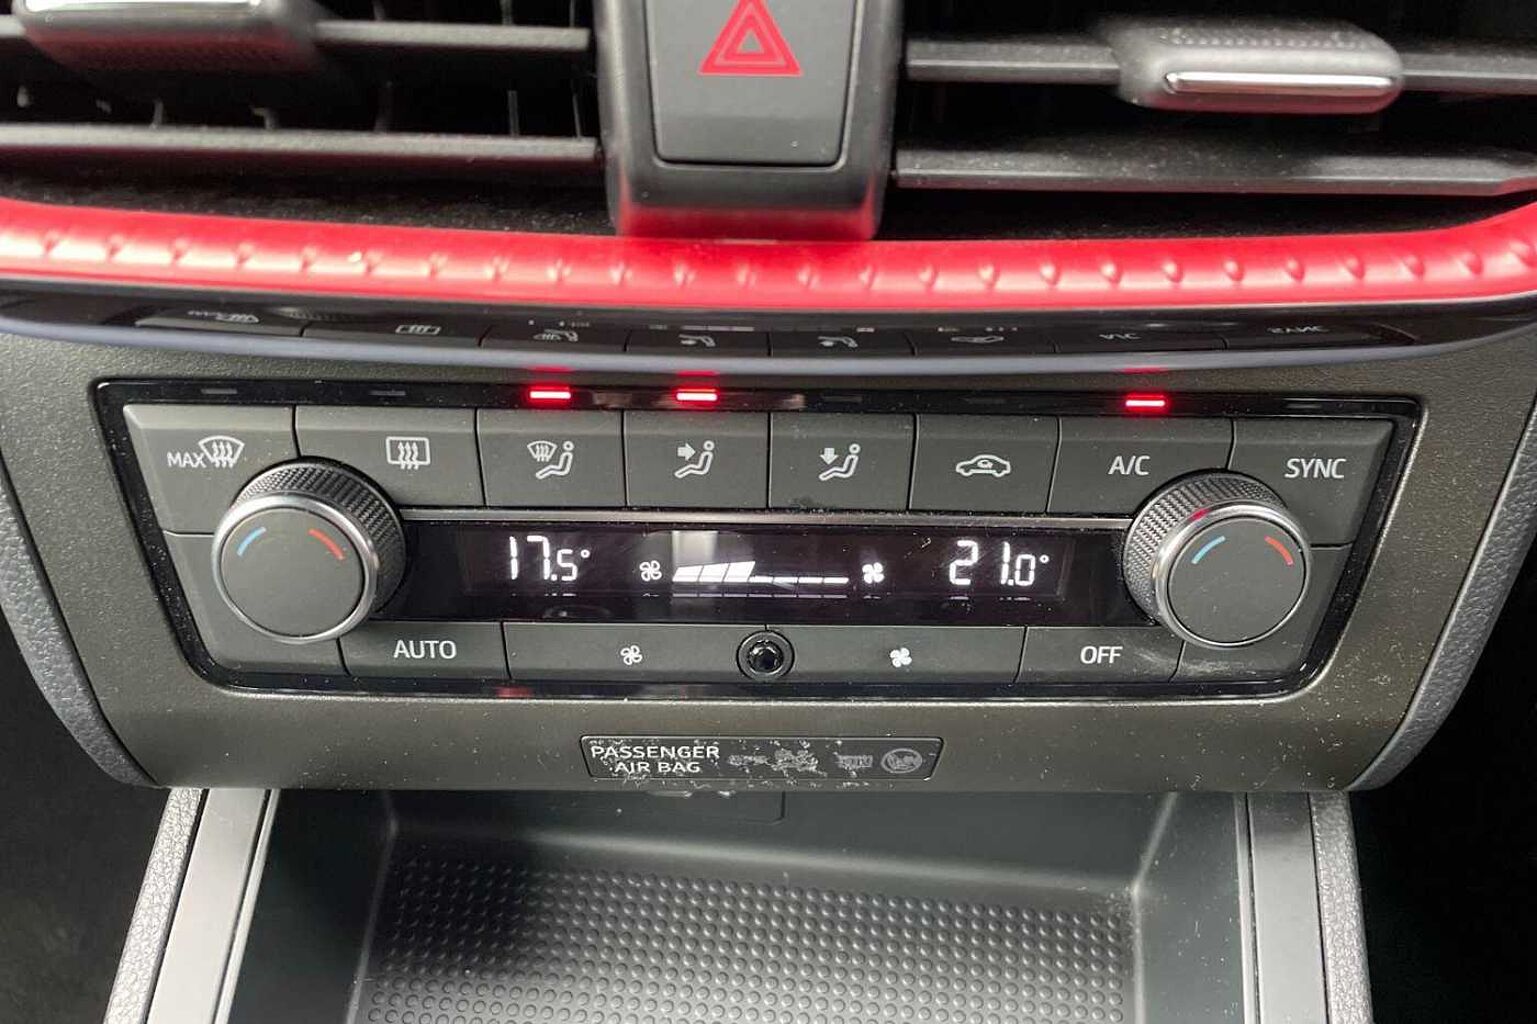 MAX
A/C
SYNC
17.5°
21.0°
AUTO
OFF
PASSENGER
AIR BAG